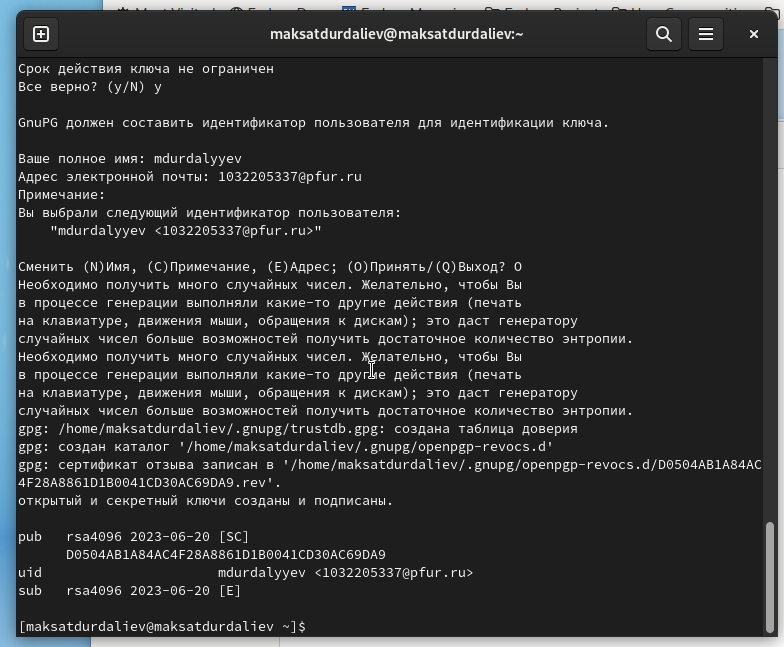 maksatdurdaliev@maksatdurdaliev:~
Срок действия ключа не ограничен
Все верно? (y/N) y
GnuPG должен составить идентификатор пользователя для идентификации ключа.
Ваше полное имя: mdurdalyyev
Адрес электронной почты: 1032205337@pfur.ru
Примечание:
Вы выбрали следующий идентификатор пользователя:
"mdurdalyyev <1032205337@pfur.ru>"
Сменить (N)Имя, (C)Примечание, (E)Адрес; (O)Принять/(Q)Выход? O
Необходимо получить много случайных чисел. Желательно, чтобы Вы
в процессе генерации выполняли какие-то другие действия (печать
на клавиатуре, движения мыши, обращения к дискам); это даст генератору
случайных чисел больше возможностей получить достаточное количество энтропии.
Необходимо получить много случайных чисел. Желательно, чтобы Вы
в процессе генерации выполняли какие-то другие действия (печать
на клавиатуре, движения мыши, обращения к дискам); это даст генератору
случайных чисел больше возможностей получить достаточное количество энтропии.
gpg: /home/maksatdurdaliev/.gnupg/trustdb.gpg: создана таблица доверия
gpg: создан каталог '/home/maksatdurdaliev/.gnupg/openpgp-revocs.d'
gpg: сертификат отзыва записан в '/home/maksatdurdaliev/.gnupg/openpgp-revocs.d/D0504AB1A84AC
4F28A8861D1B0041CD30AC69DA9.rev'.
открытый и секретный ключи созданы и подписаны.
pub   rsa4096 2023-06-20 [SC]
D0504AB1A84AC4F28A8861D1B0041CD30AC69DA9
uid                      mdurdalyyev <1032205337@pfur.ru>
sub   rsa4096 2023-06-20 [E]
[maksatdurdaliev@maksatdurdaliev ~]$